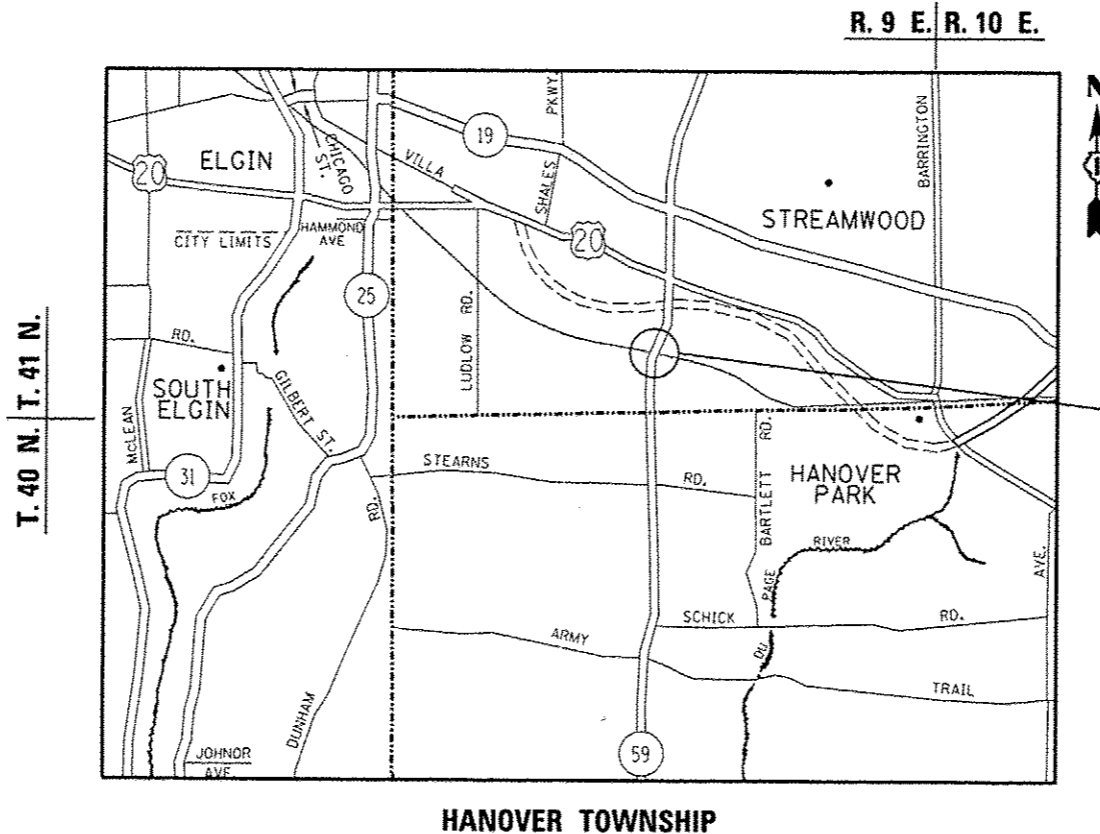 R. 9 E. R. 10 E.
N
PKWY
BARRINGTON
19
CHICAGO
ST.
ELGIN
VILLA
20
SHALES
STREAMWOOD
HAMMOND
AVE
CITY LIMITS
20
25
LUDLOW RD.
T. 40 N. T. 41 N.
RD.
SOUTH
ELGIN
GILBERT ST.
MCLEAN
BARTLETT RD.
STEARNS
RD.
HANOVER
PARK
31
FOX
RD.
RIVER
PAGE
AVE.
SCHICK
RD.
ARMY
DU
TRAIL
DUNHAM
59
JOHNOR
AVE
HANOVER TOWNSHIP